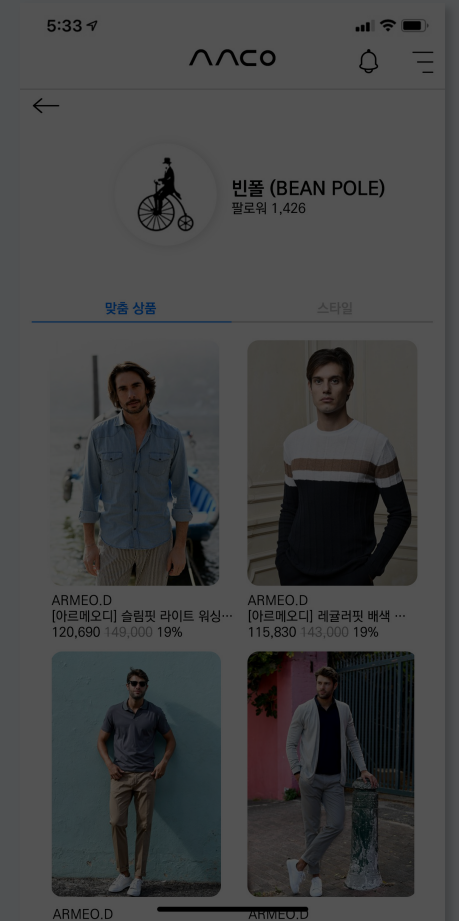 5:33
ΛΛCO
빈폴 (BEAN POLE)
팔로워 1,426
맞춤 상품 스타일
ARMEO.D
[아르메오디] 슬림핏 라이트 워싱…
120,690 149,000 19%
ARMEO.D
[아르메오디] 레귤러핏 배색 …
115,830 143,000 19%
ARMEO.D
ARMEO.D